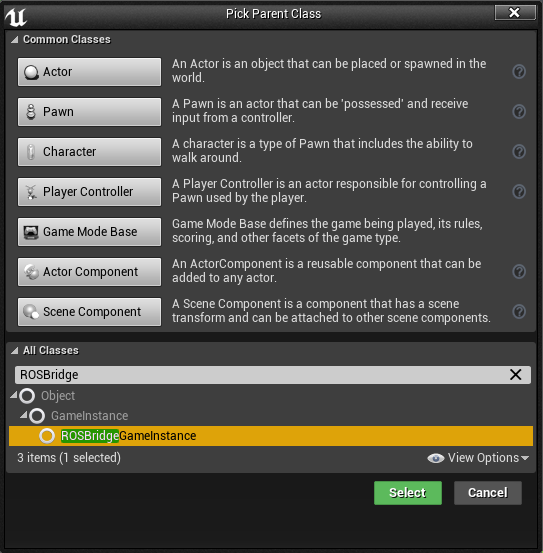 Pick Parent Class
Common Classes
Actor
An Actor is an object that can be placed or spawned in the
world.
Pawn
A Pawn is an actor that can be 'possessed' and receive
input from a controller.
Character
A character is a type of Pawn that includes the ability to
walk around.
Player Controller
A Player Controller is an actor responsible for controlling a
Pawn used by the player.
Game Mode Base
Game Mode Base defines the game being played, its rules,
scoring, and other facets of the game type.
Actor Component
An ActorComponent is a reusable component that can be
added to any actor.
Scene Component
A Scene Component is a component that has a scene
transform and can be attached to other scene components.
All Classes
ROSBridge
Object
GameInstance
ROSBridgeGameInstance
3 items (1 selected)
View Options
Select
Cancel